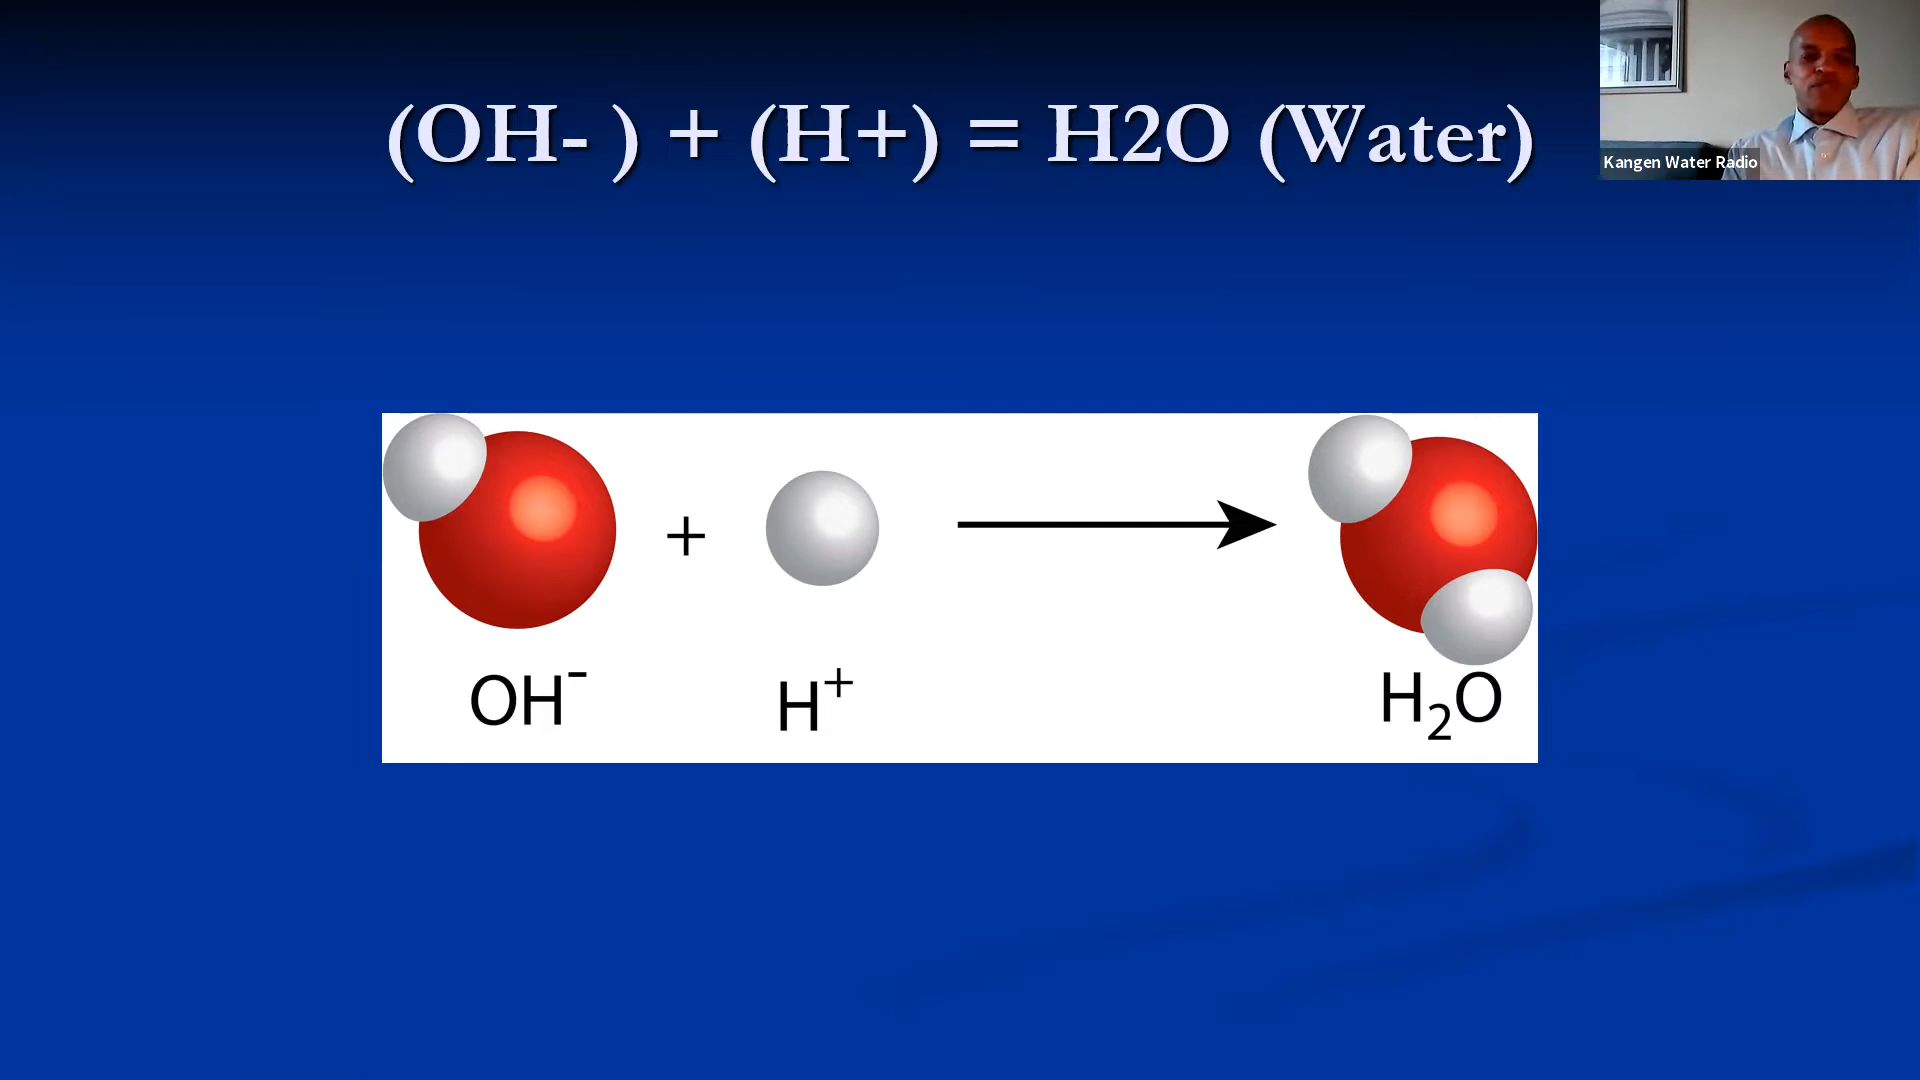 (OH- ) + (H+) = H2O (Water)
Kangen Water Radio
+
OH⁻
H⁺
H₂O